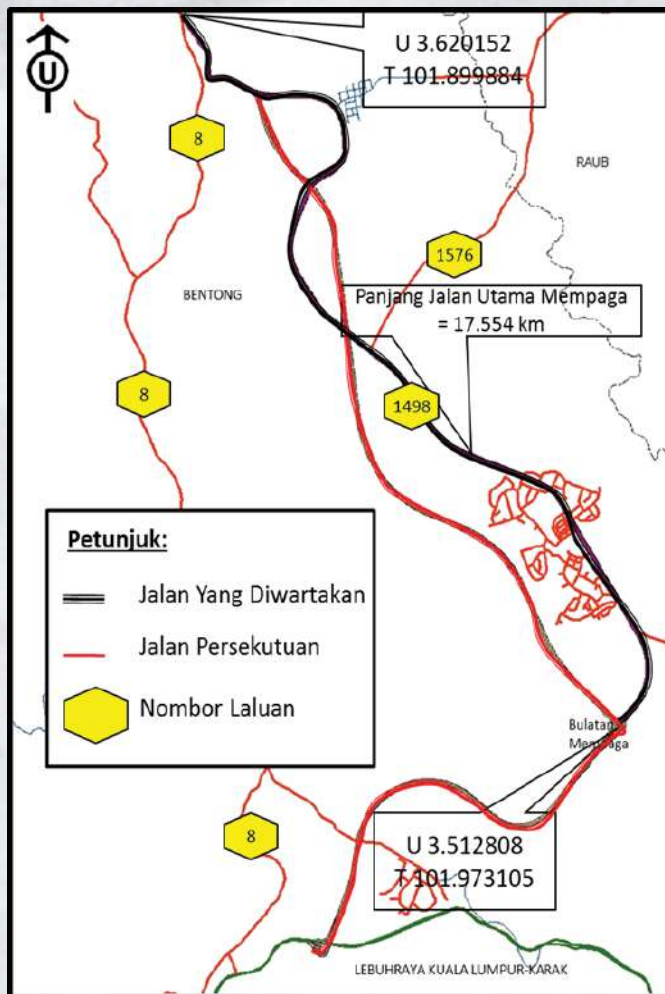 U
U 3.620152
T 101.899884
8
RAUB
1576
BENTONG
Panjang Jalan Utama Mempaga
= 17.554 km
8
1498
Petunjuk:
Jalan Yang Diwartakan
Jalan Persekutuan
Nombor Laluan
Bulatan
Mempaga
8
U 3.512808
T 101.973105
LEBUHRAYA KUALA LUMPUR-KARAK